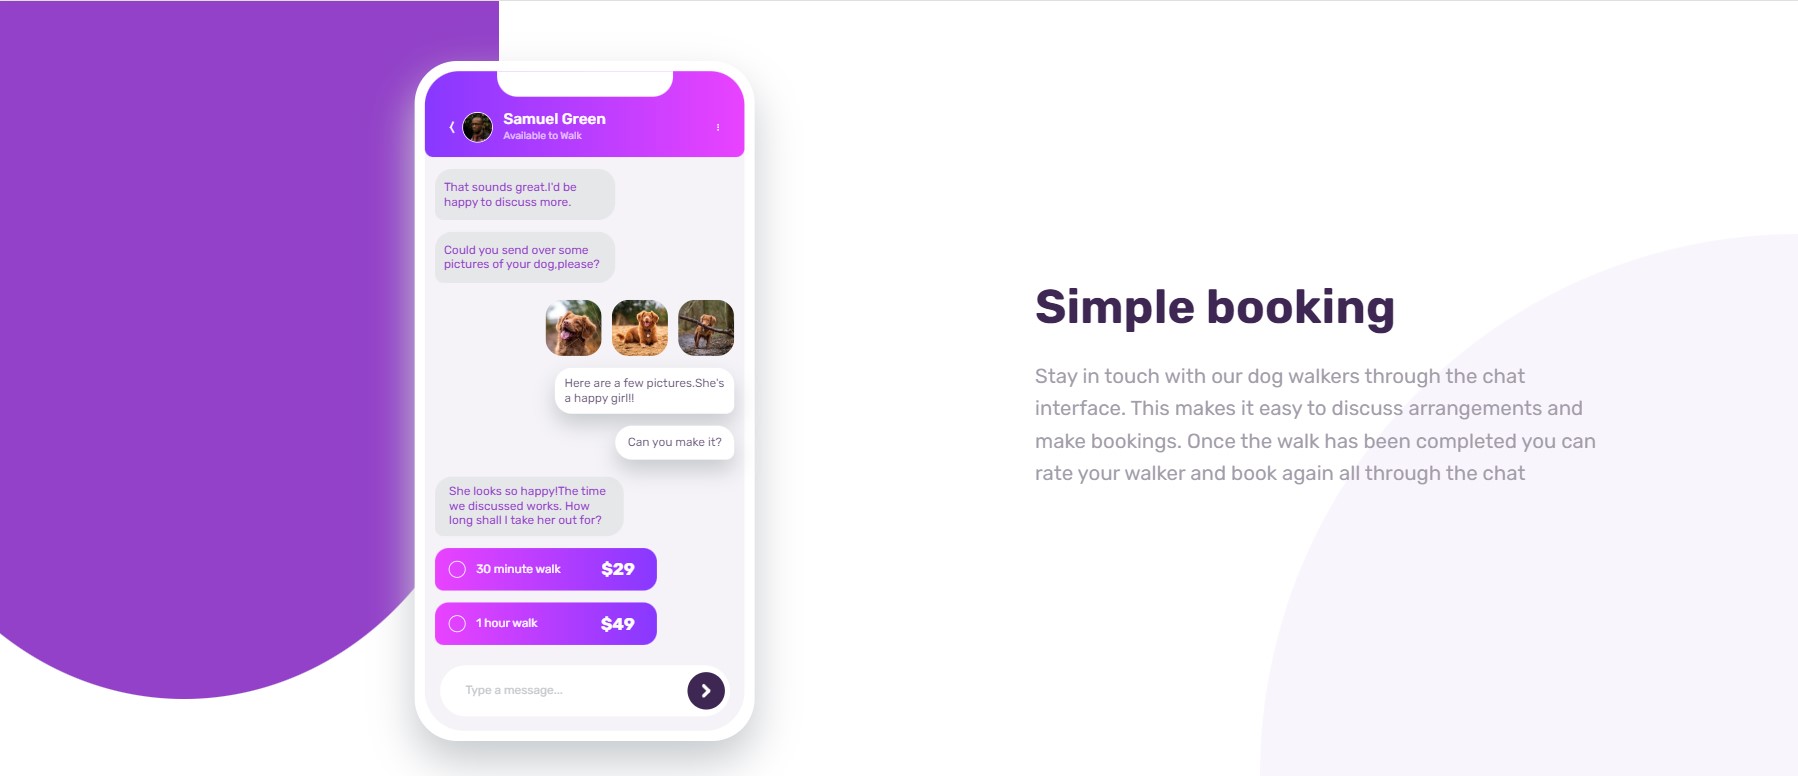 Samuel Green
Available to Walk
That sounds great.I'd be
happy to discuss more.
Could you send over some
pictures of your dog,please?
Here are a few pictures.She's
a happy girl!!
Can you make it?
She looks so happy!The time
we discussed works. How
long shall I take her out for?
30 minute walk $29
1 hour walk $49
Type a message...
Simple booking
Stay in touch with our dog walkers through the chat
interface. This makes it easy to discuss arrangements and
make bookings. Once the walk has been completed you can
rate your walker and book again all through the chat